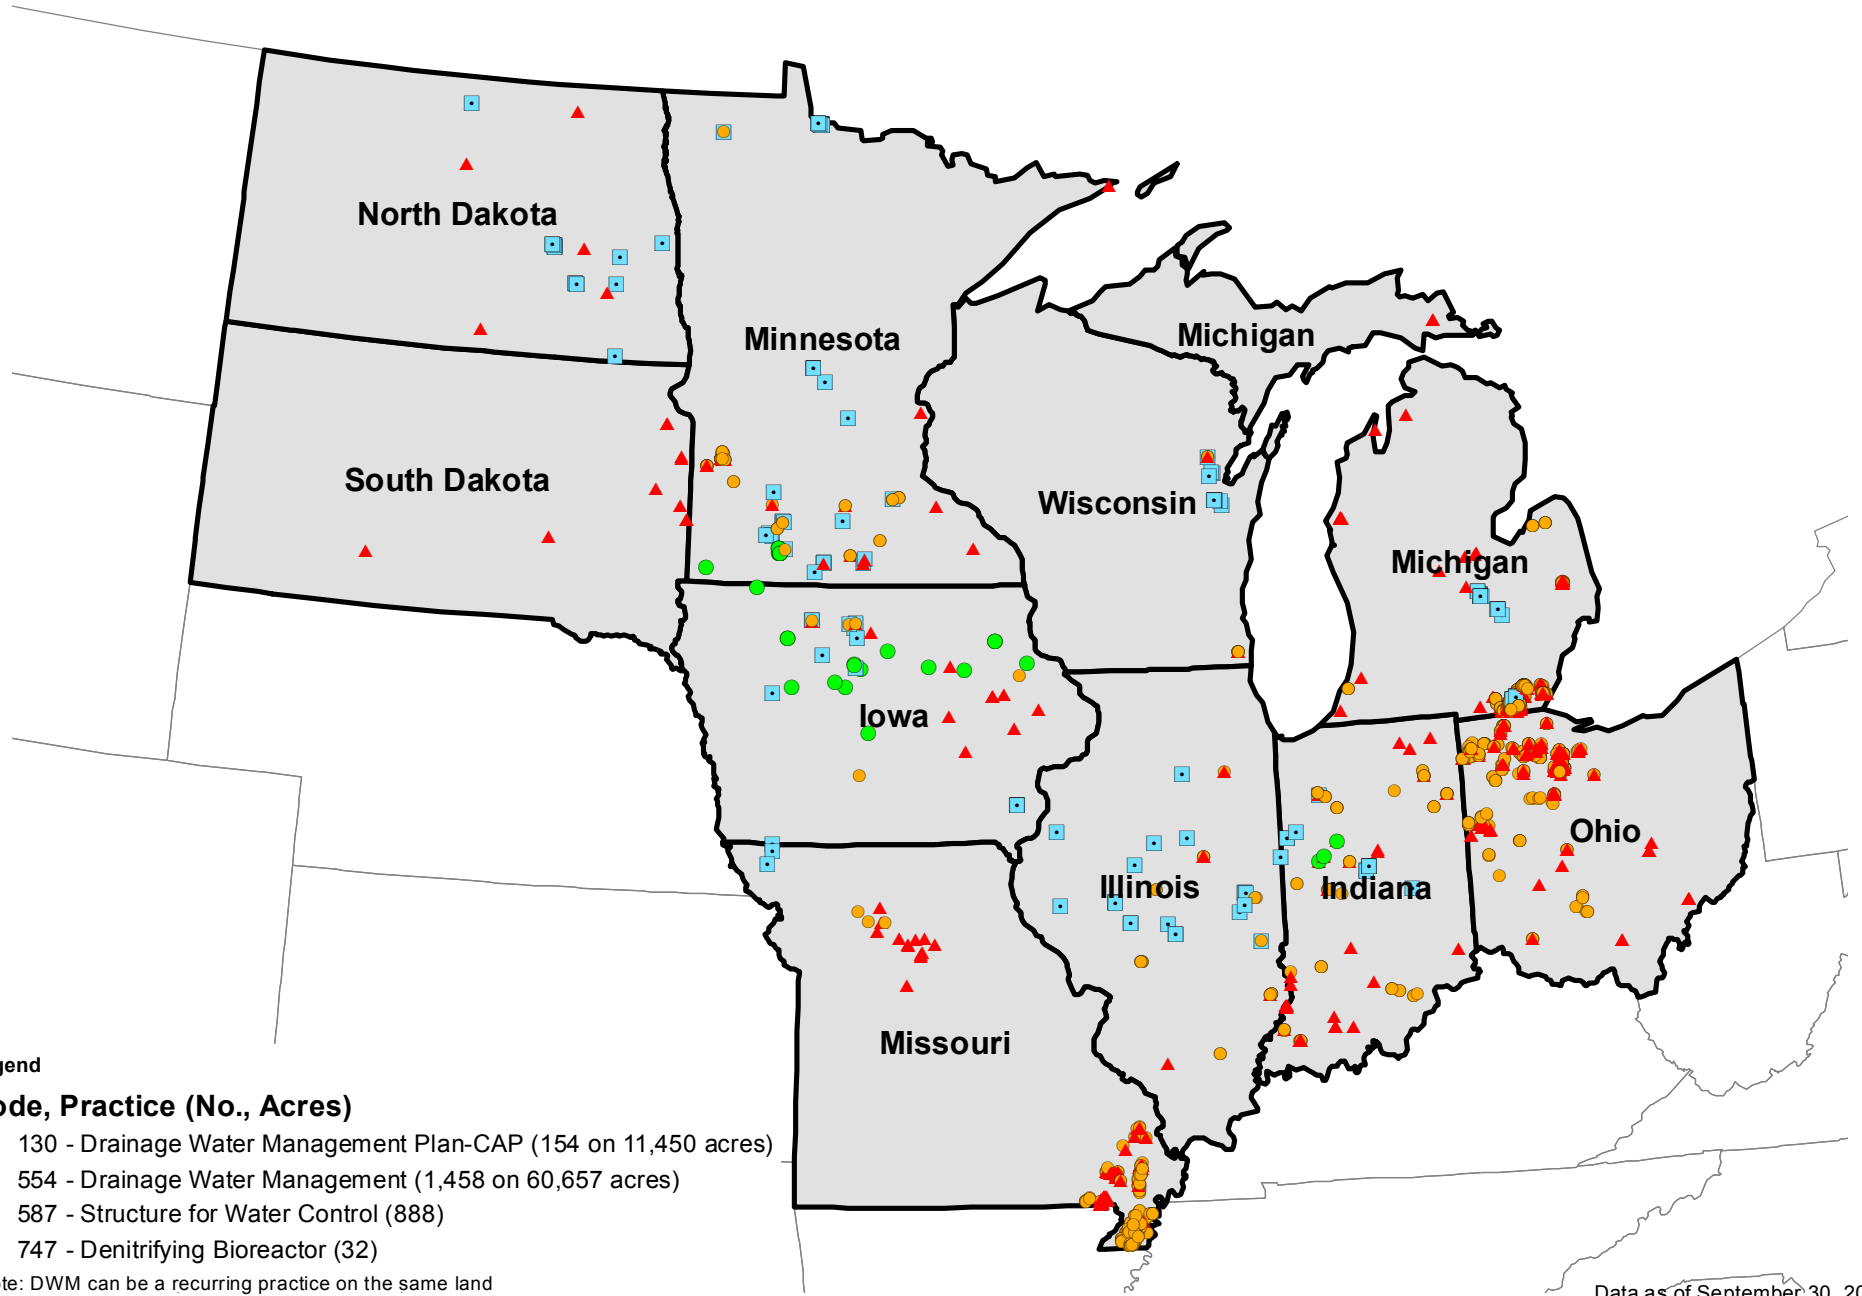 North Dakota
Minnesota
Michigan
South Dakota
Wisconsin
Michigan
Iowa
Ohio
Illinois
Indiana
Missouri
gend
ode, Practice (No., Acres)
130 - Drainage Water Management Plan-CAP (154 on 11,450 acres)
554 - Drainage Water Management (1,458 on 60,657 acres)
587 - Structure for Water Control (888)
747 - Denitrifying Bioreactor (32)
te: DWM can be a recurring practice on the same land
Data as of September 30, 20